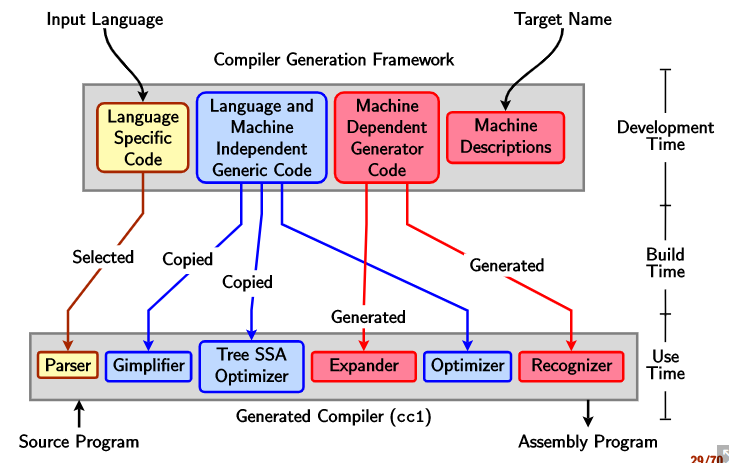 Input Language
Target Name
Compiler Generation Framework
Language
Specific
Code
Language and
Machine
Independent
Generic Code
Machine
Dependent
Generator
Code
Machine
Descriptions
Development
Time
Selected
Copied
Copied
Generated
Generated
Build
Time
Parser
Gimplifier
Tree SSA
Optimizer
Expander
Optimizer
Recognizer
Use
Time
Generated Compiler (cc1)
Source Program
Assembly Program
29/70